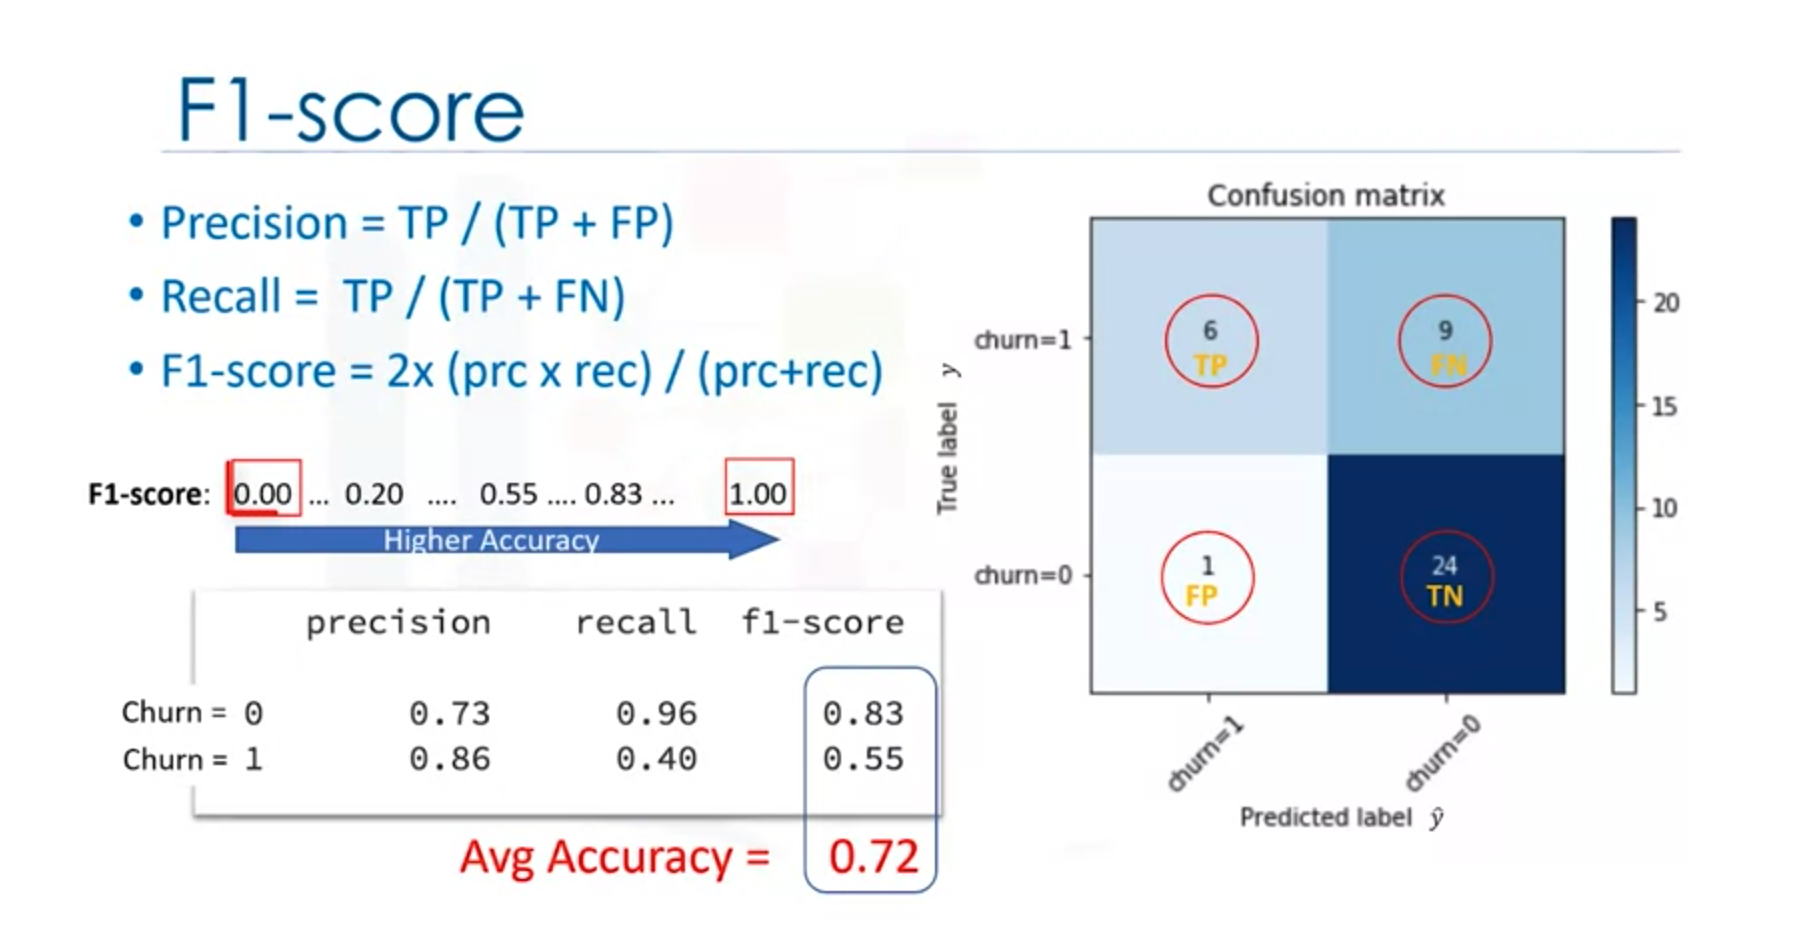 F1-score
• Precision = TP / (TP + FP)
• Recall = TP / (TP + FN)
• F1-score = 2x (prc x rec) / (prc+rec)
F1-score: 0.00 ... 0.20 .... 0.55 .... 0.83 ... 1.00
Higher Accuracy
precision recall f1-score
Churn = 0 0.73 0.96 0.83
Churn = 1 0.86 0.40 0.55
Avg Accuracy = 0.72
Confusion matrix
True label y
churn=1
churn=0
6
TP
9
FN
1
FP
24
TN
churn=1
churn=0
Predicted label ŷ
20
15
10
5